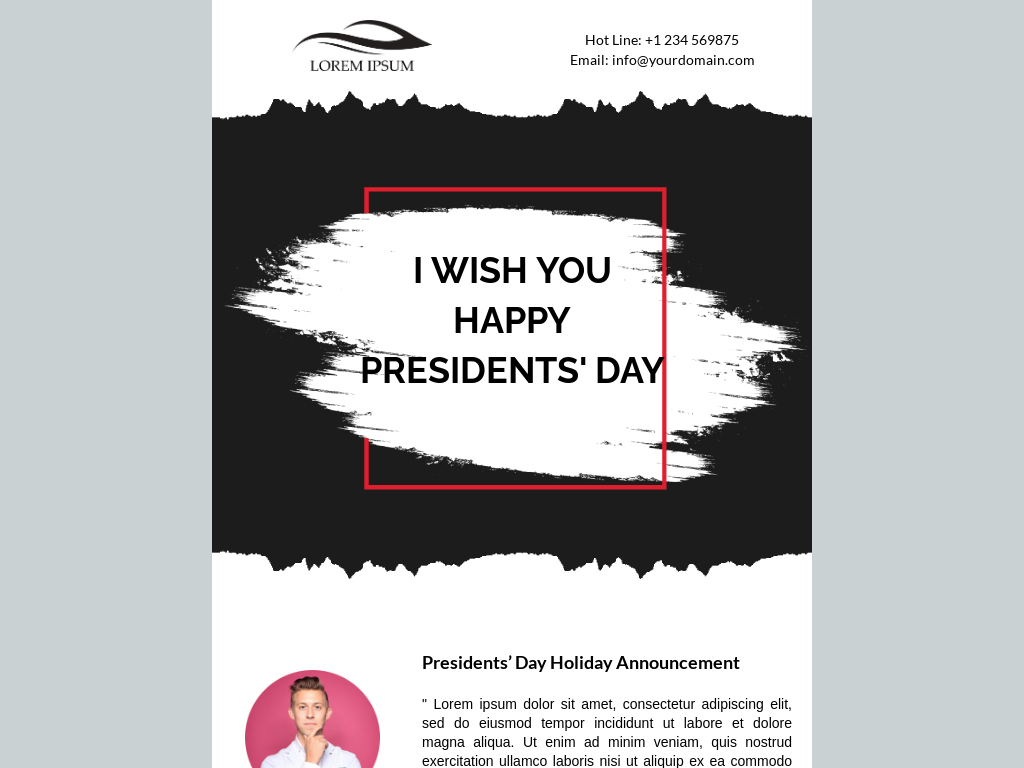 LOREM IPSUM
Hot Line: +1 234 569875
Email: info@yourdomain.com
I WISH YOU
HAPPY
PRESIDENTS' DAY
Presidents’ Day Holiday Announcement
" Lorem ipsum dolor sit amet, consectetur adipiscing elit,
sed do eiusmod tempor incididunt ut labore et dolore
magna aliqua. Ut enim ad minim veniam, quis nostrud
exercitation ullamco laboris nisi ut aliquip ex ea commodo